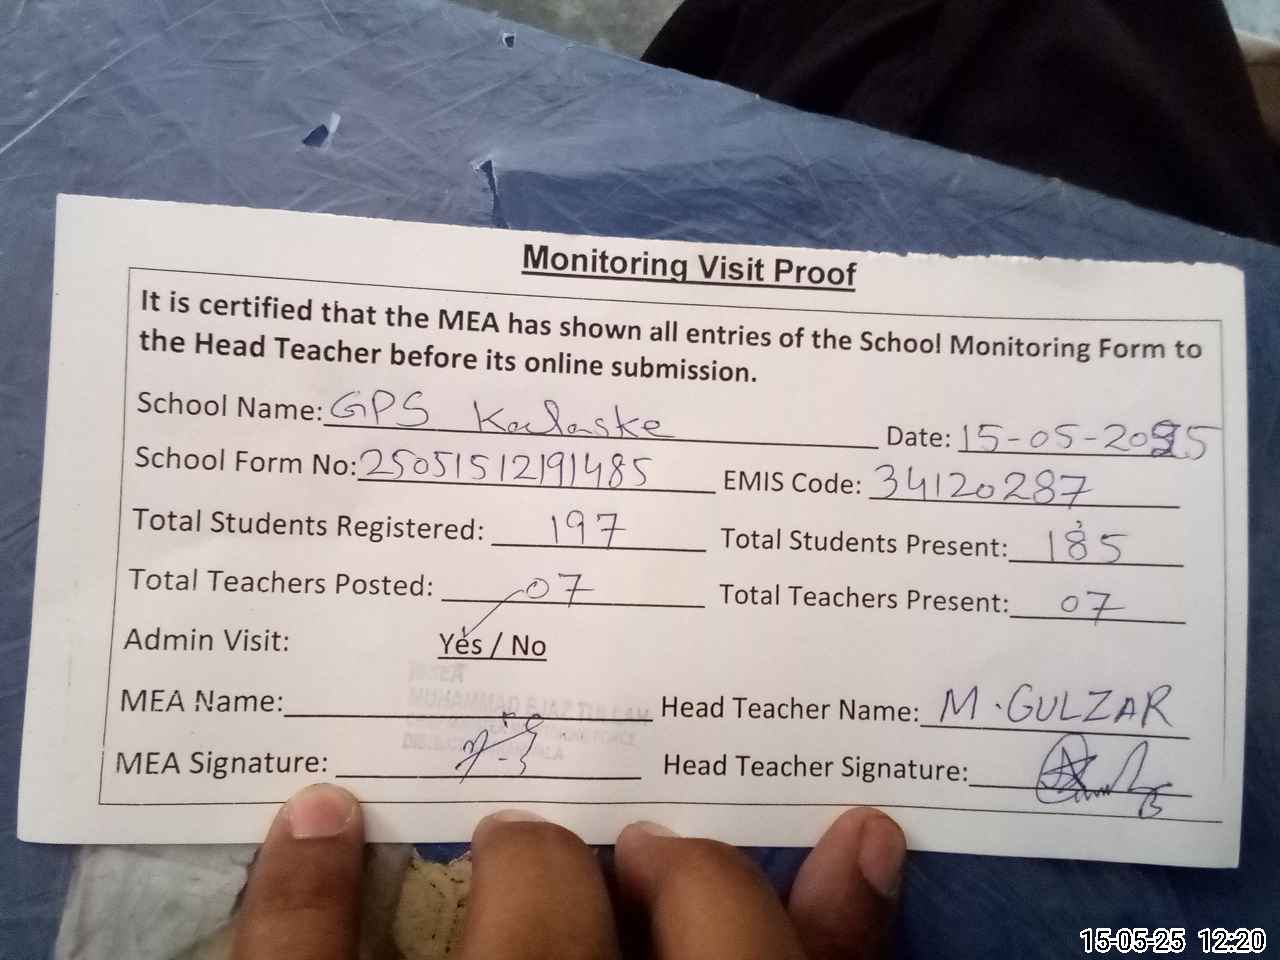 Monitoring Visit Proof
It is certified that the MEA has shown all entries of the School Monitoring Form to
the Head Teacher before its online submission.
School Name: GPS Kaulaske Date: 15-05-2025
School Form No: 25051512191485 EMIS Code: 34120287
Total Students Registered: 197 Total Students Present: 185
Total Teachers Posted: 07 Total Teachers Present: 07
Admin Visit: Yes / No
MUHAMMAD
MEA Name: Head Teacher Name: M.GULZAR
MEA Signature: Head Teacher Signature:
15-05-25 12:20